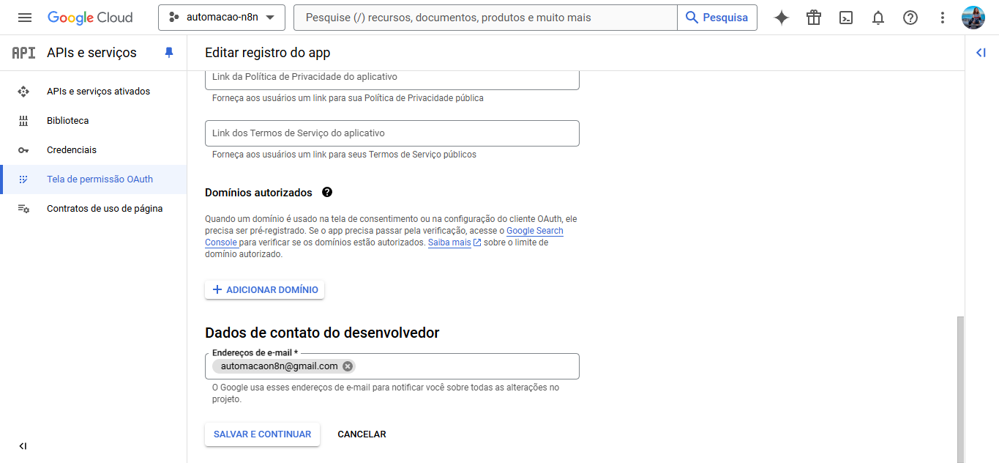 Google Cloud
automacao-n8n
Pesquise (/) recursos, documentos, produtos e muito mais
Pesquisa
API
APIs e serviços
Editar registro do app
APIs e serviços ativados
Biblioteca
Credenciais
Tela de permissão OAuth
Contratos de uso de página
Link da Política de Privacidade do aplicativo
Forneça aos usuários um link para sua Política de Privacidade pública
Link dos Termos de Serviço do aplicativo
Forneça aos usuários um link para seus Termos de Serviço públicos
Domínios autorizados
Quando um domínio é usado na tela de consentimento ou na configuração do cliente OAuth, ele
precisa ser pré-registrado. Se o app precisa passar pela verificação, acesse o Google Search
Console para verificar se os domínios estão autorizados. Saiba mais sobre o limite de
domínio autorizado.
ADICIONAR DOMÍNIO
Dados de contato do desenvolvedor
Endereços de e-mail *
automacaon8n@gmail.com
O Google usa esses endereços de e-mail para notificar você sobre todas as alterações no
projeto.
SALVAR E CONTINUAR
CANCELAR